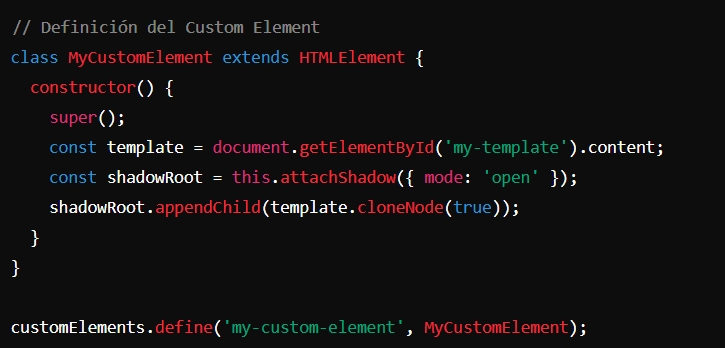 // Definición del Custom Element
class MyCustomElement extends HTMLElement {
  constructor() {
    super();
    const template = document.getElementById('my-template').content;
    const shadowRoot = this.attachShadow({ mode: 'open' });
    shadowRoot.appendChild(template.cloneNode(true));
  }
}

customElements.define('my-custom-element', MyCustomElement);